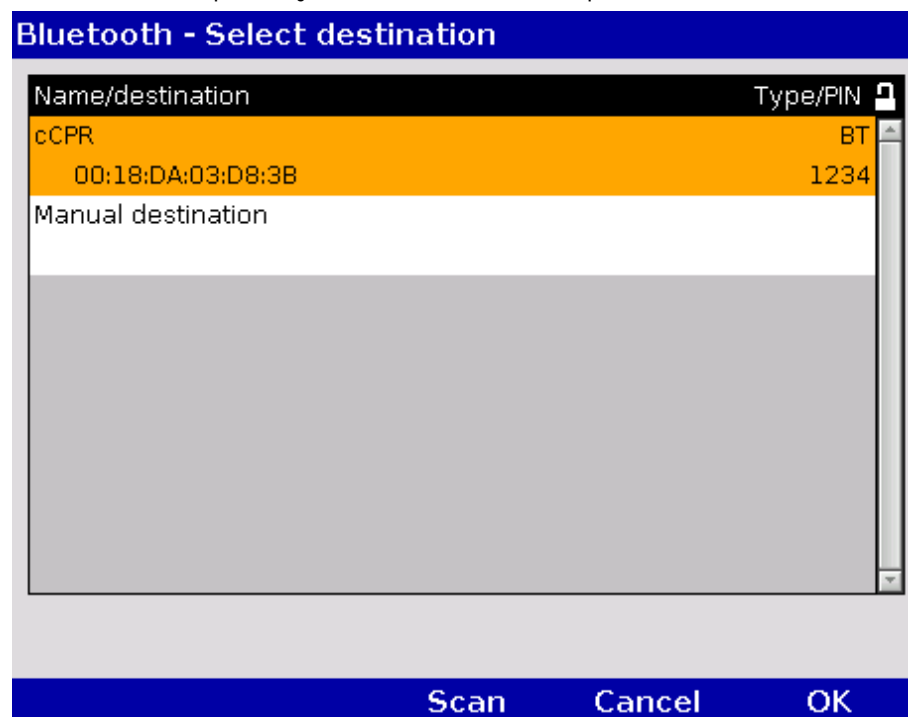 Bluetooth - Select destination
Name/destination Type/PIN
cCPR BT
00:18:DA:03:D8:3B 1234
Manual destination
Scan Cancel OK